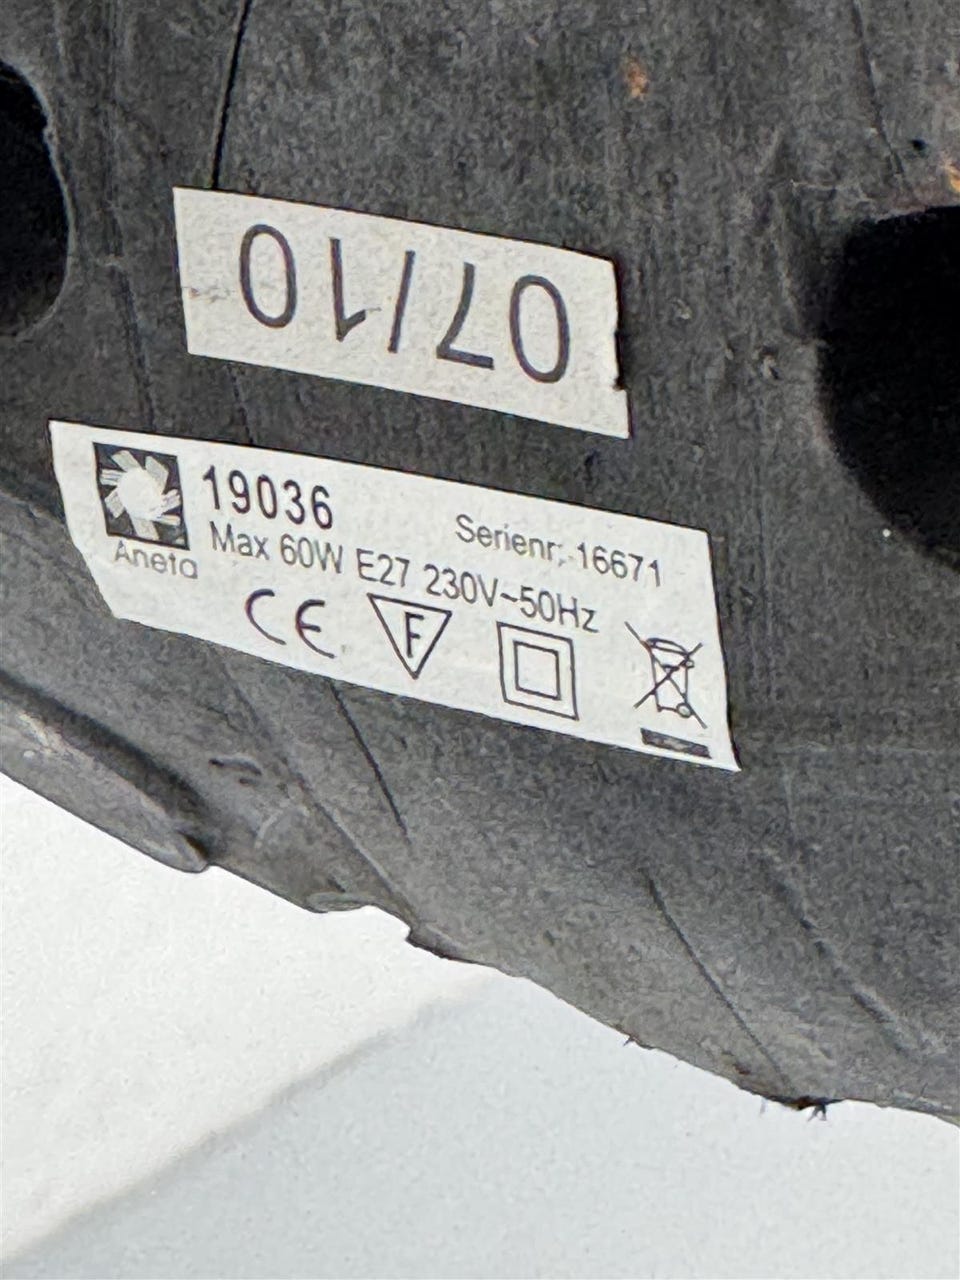 07/10
19036
Serienr: 16671
Max 60W E27 230V~50Hz
Aneta
CE
F